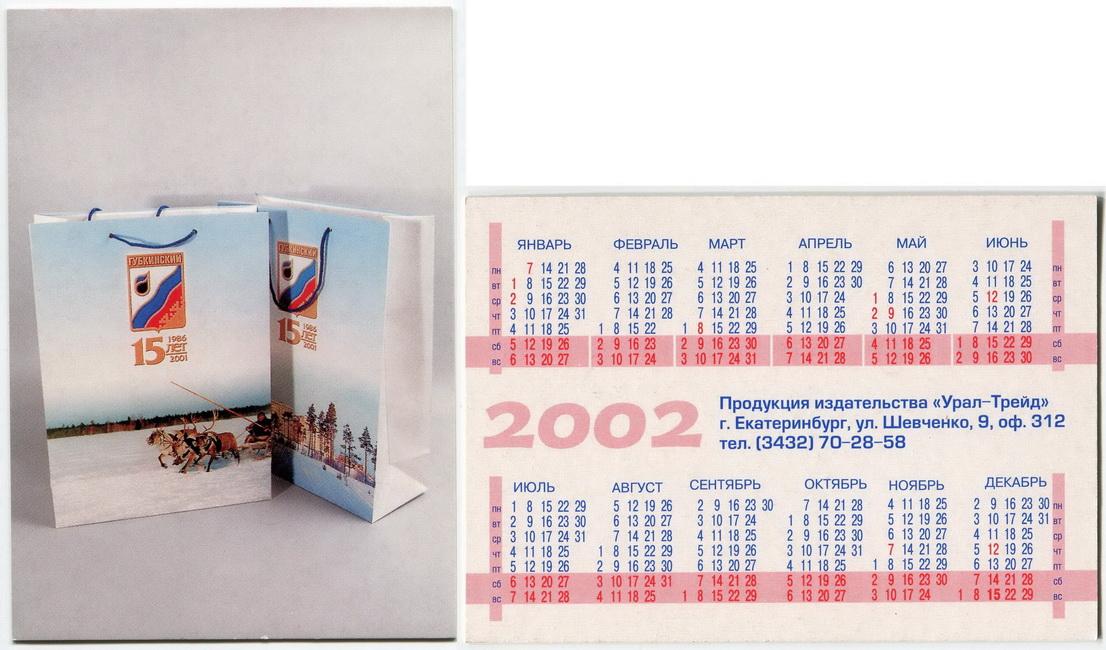 ГУБКИНСКИЙ
15 лет
1986
2001
15 лет
1986
2001
ЯНВАРЬ ФЕВРАЛЬ МАРТ АПРЕЛЬ МАЙ ИЮНЬ
пн 7 14 21 28 4 11 18 25 4 11 18 25 1 8 15 22 29 6 13 20 27 3 10 17 24 пн
вт 1 8 15 22 29 5 12 19 26 5 12 19 26 2 9 16 23 30 7 14 21 28 4 11 18 25 вт
ср 2 9 16 23 30 6 13 20 27 6 13 20 27 3 10 17 24 1 8 15 22 29 5 12 19 26 ср
чт 3 10 17 24 31 7 14 21 28 7 14 21 28 4 11 18 25 2 9 16 23 30 6 13 20 27 чт
пт 4 11 18 25 1 8 15 22 1 8 15 22 29 5 12 19 26 3 10 17 24 31 7 14 21 28 пт
сб 5 12 19 26 2 9 16 23 2 9 16 23 30 6 13 20 27 4 11 18 25 1 8 15 22 29 сб
вс 6 13 20 27 3 10 17 24 3 10 17 24 31 7 14 21 28 5 12 19 26 2 9 16 23 30 вс
2002
Продукция издательства «Урал-Трейд»
г. Екатеринбург, ул. Шевченко, 9, оф. 312
тел. (3432) 70-28-58
ИЮЛЬ АВГУСТ СЕНТЯБРЬ ОКТЯБРЬ НОЯБРЬ ДЕКАБРЬ
пн 1 8 15 22 29 5 12 19 26 2 9 16 23 30 7 14 21 28 4 11 18 25 2 9 16 23 30 пн
вт 2 9 16 23 30 6 13 20 27 3 10 17 24 1 8 15 22 29 5 12 19 26 3 10 17 24 31 вт
ср 3 10 17 24 31 7 14 21 28 4 11 18 25 2 9 16 23 30 6 13 20 27 4 11 18 25 ср
чт 4 11 18 25 1 8 15 22 29 5 12 19 26 3 10 17 24 31 7 14 21 28 5 12 19 26 чт
пт 5 12 19 26 2 9 16 23 30 6 13 20 27 4 11 18 25 1 8 15 22 29 6 13 20 27 пт
сб 6 13 20 27 3 10 17 24 31 7 14 21 28 5 12 19 26 2 9 16 23 30 7 14 21 28 сб
вс 7 14 21 28 4 11 18 25 1 8 15 22 29 6 13 20 27 3 10 17 24 1 8 15 22 29 вс